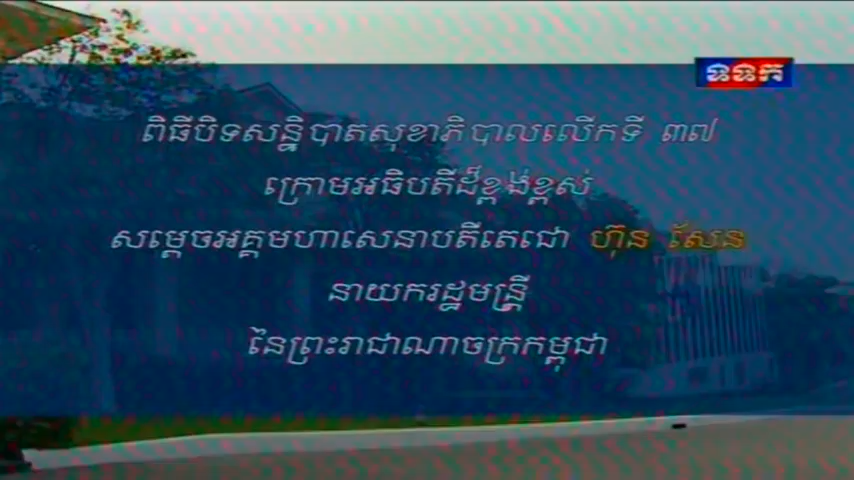 ទទក
ពិធីបិទសន្និបាតសុខាភិបាលលើកទី ៣៧
ក្រោមអធិបតីដ៏ខ្ពង់ខ្ពស់
សម្ដេចអគ្គមហាសេនាបតីតេជោ ហ៊ុន សែន
នាយករដ្ឋមន្ត្រី
នៃព្រះរាជាណាចក្រកម្ពុជា